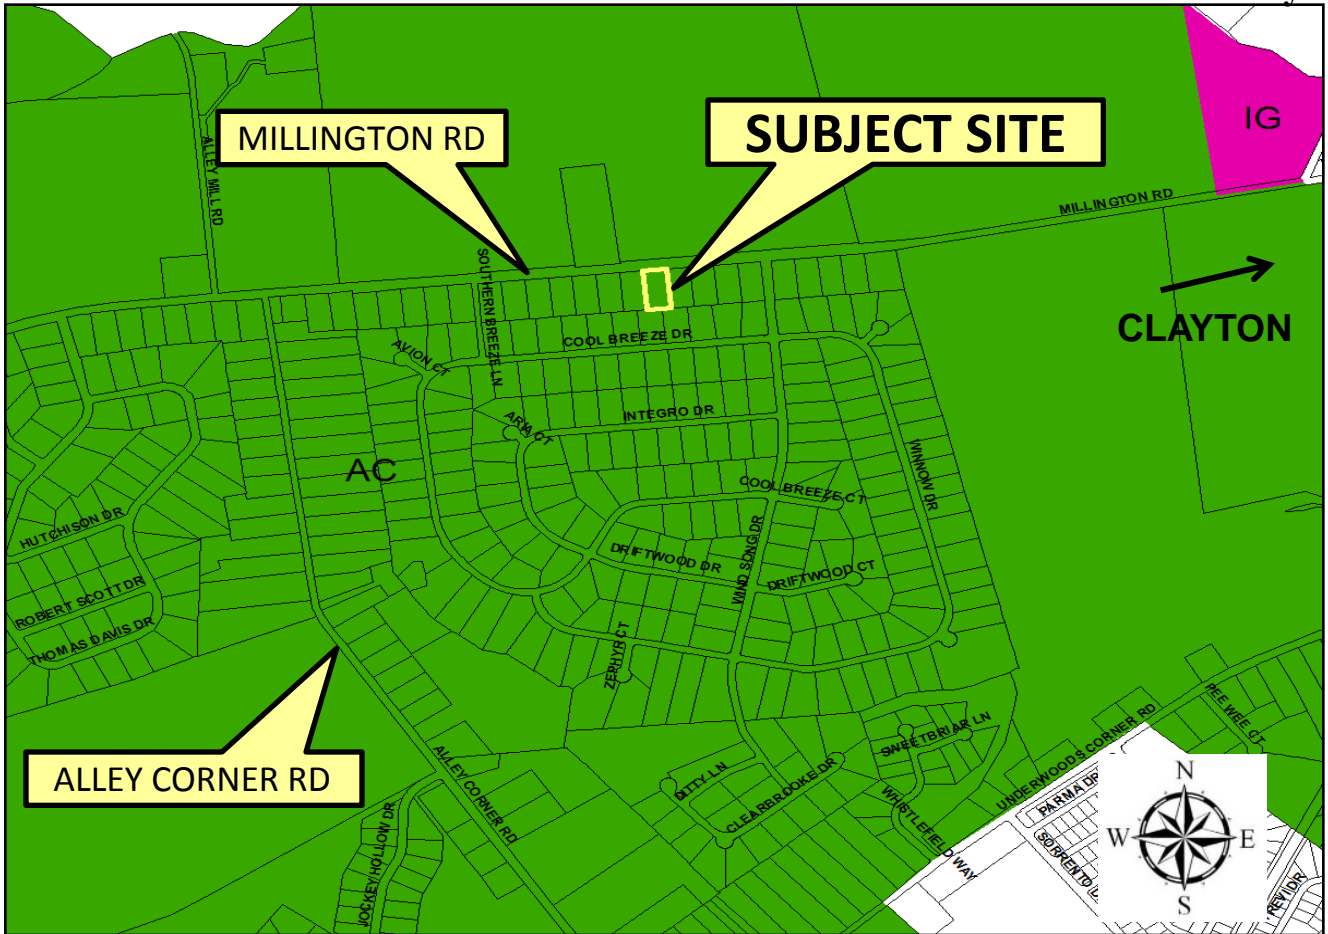 IG
MILLINGTON RD
SUBJECT SITE
ALLEY MILL RD
MILLINGTON RD
SOUTHERN BREEZE LN
CLAYTON
COOL BREEZE DR
AVION CT
INTEGRO DR
ARIA CT
AC
WINNOW DR
COOL BREEZE CT
HUTCHISON DR
WIND SONG DR
DRIFTWOOD DR
DRIFTWOOD CT
ROBERT SCOTT DR
THOMAS DAVIS DR
ZEPHYR CT
PEE WEE CT
SWEETBRIAR LN
UNDERWOODS CORNER RD
ALLEY CORNER RD
ALLEY CORNER RD
DITTY LN
CLEARBROOKE DR
WHISTLEFIELD WAY
PARMA DR
SORRENTO D
JOCKEY HOLLOW DR
N
W
E
S